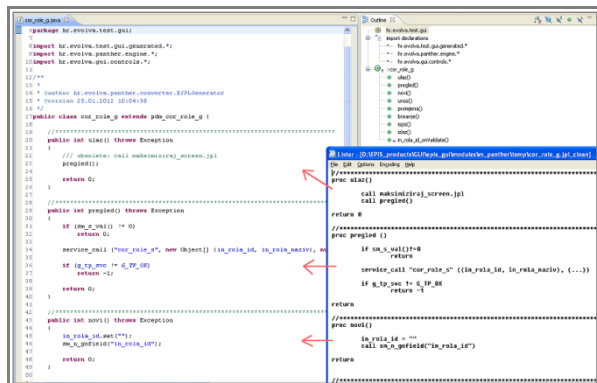 cor_role_g.java
package hr.evolva.test.gui;
import hr.evolva.test.gui.generated.*;
import hr.evolva.panther.engine.*;
import hr.evolva.gui.controls.*;
/**
*
* @author hr.evolva.panther.converter.EJPLGenerator
* @version 23.01.2012 10:04:38
*/
public class cor_role_g extends pdm_cor_role_g {
public int ulaz() throws Exception
{
/// obsolete: call maksimiziraj_screen.jpl
pregled();
return 0;
}
public int pregled() throws Exception
{
if (sm_s_val() != 0)
return 0;
service_call ("cor_role_s", new Object[] (in_rola_id, in_rola_naziv),
if (g_tp_svc != G_TP_OK)
return -1;
return 0;
}
public int novi() throws Exception
{
in_rola_id.set("");
sm_n_gofield("in_rola_id");
return 0;
}
Outline
hr.evolva.test.gui
import declarations
hr.evolva.test.gui.generated.*
hr.evolva.panther.engine.*
hr.evolva.gui.controls.*
cor_role_g
ulaz()
pregled()
novi()
unos()
promjena()
brisanje()
ispis()
izlaz()
in_rola_id_onValidate()
File Edit Options Encoding Help
proc ulaz()
call maksimiziraj_screen.jpl
call pregled()
return 0
proc pregled ()
if sm_s_val()!=0
return
service_call "cor_role_s" ((in_rola_id, in_rola_naziv), (...))
if g_tp_svc != G_TP_OK
return -1
return
proc novi()
in_rola_id = ""
call sm_n_gofield("in_rola_id")
return